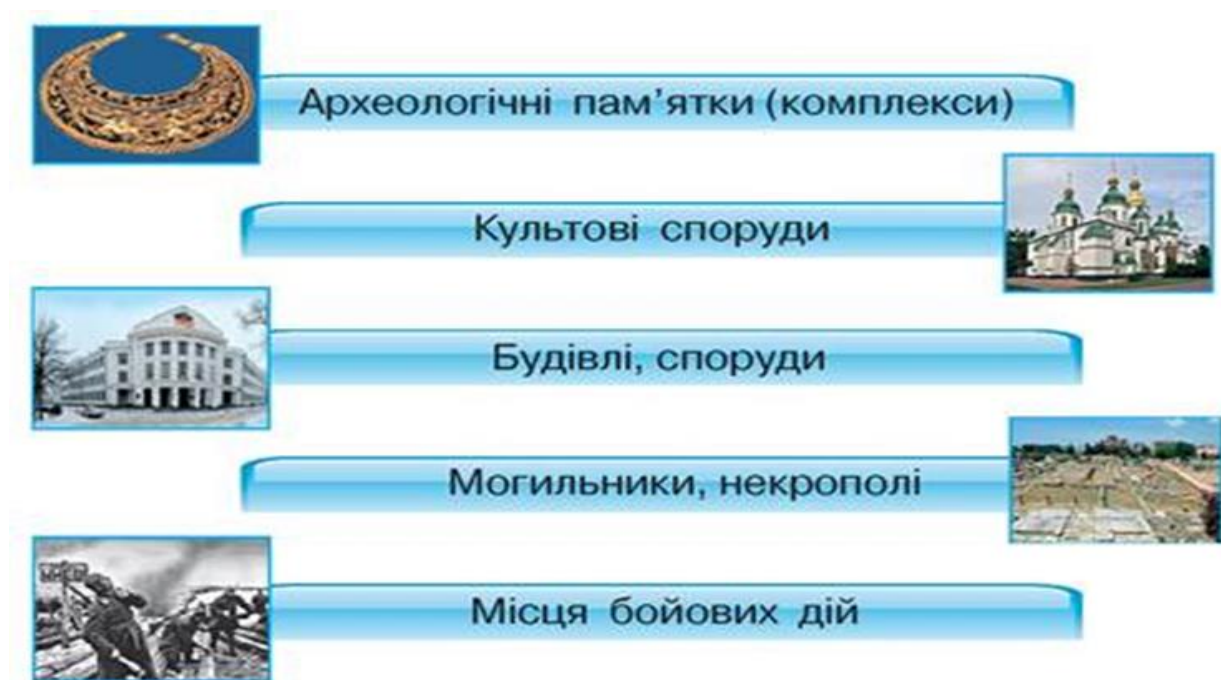 Археологічні пам’ятки (комплекси)
Культові споруди
Будівлі, споруди
Могильники, некрополі
Місця бойових дій